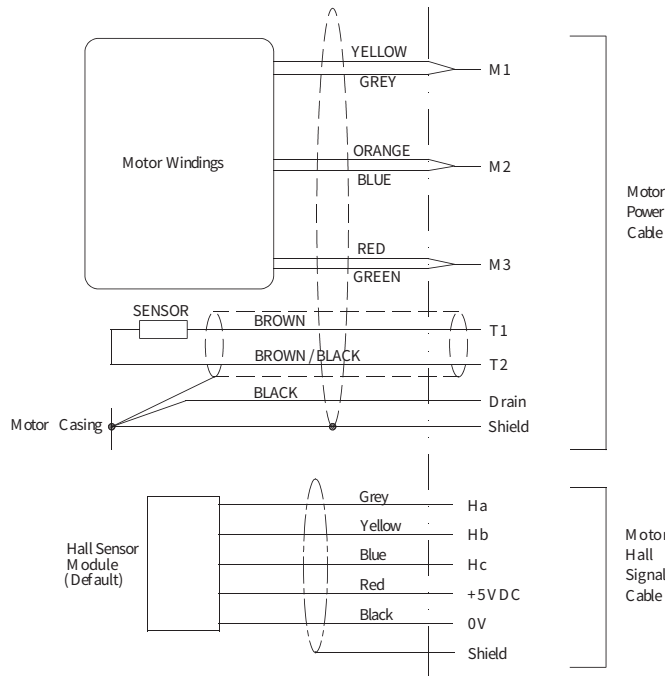 YELLOW
M1
GREY
Motor Windings
ORANGE
M2
BLUE
RED
M3
GREEN
Motor
Power
Cable
SENSOR
BROWN
T1
BROWN / BLACK
T2
BLACK
Drain
Motor Casing
Shield
Grey
Ha
Yellow
Hb
Blue
Hc
Red
+5VDC
Black
0V
Shield
Hall Sensor
Module
(Default)
Motor
Hall
Signal
Cable